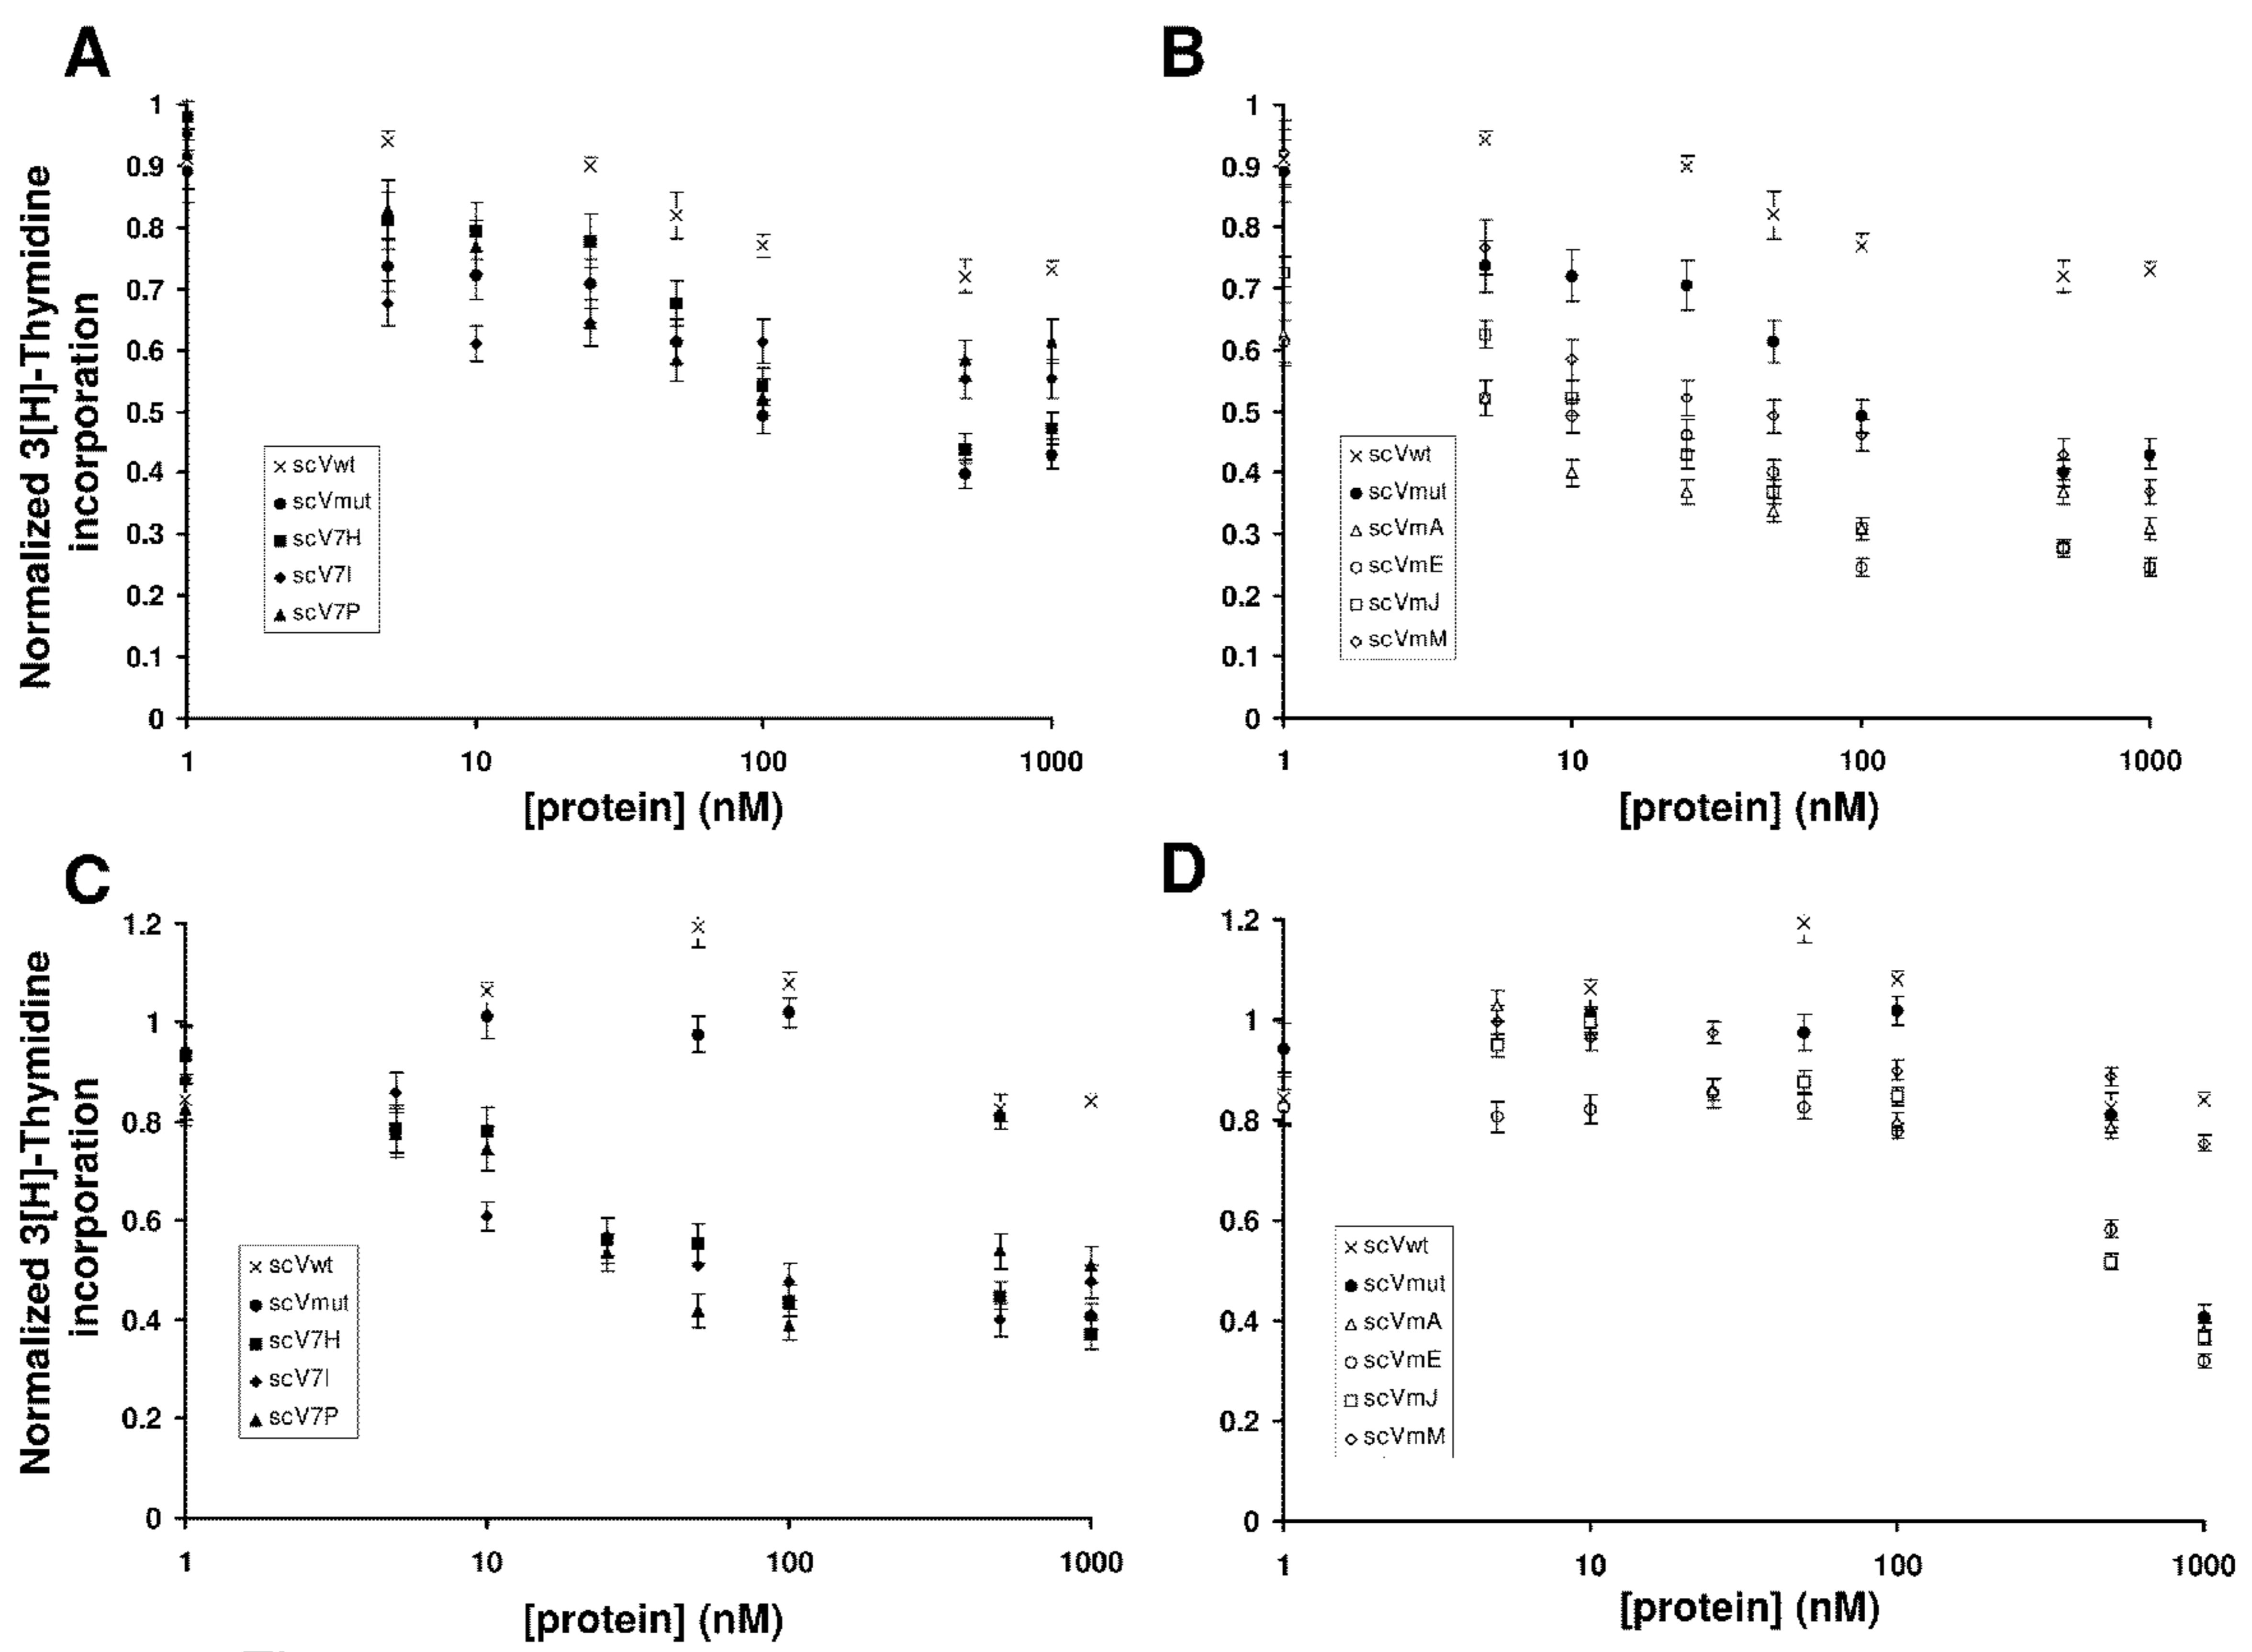 A
Normalized 3[H]-Thymidine
incorporation
1
0.9
0.8
0.7
0.6
0.5
0.4
0.3
0.2
0.1
0
scVwt
scVmut
scV7H
scV7I
scV7P
1
10
100
1000
[protein] (nM)
B
1
0.9
0.8
0.7
0.6
0.5
0.4
0.3
0.2
0.1
0
scVwt
scVmut
scVmA
scVmE
scVmJ
scVmM
1
10
100
1000
[protein] (nM)
C
Normalized 3[H]-Thymidine
incorporation
1.2
1
0.8
0.6
0.4
0.2
0
scVwt
scVmut
scV7H
scV7I
scV7P
1
10
100
1000
[protein] (nM)
D
1.2
1
0.8
0.6
0.4
0.2
0
scVwt
scVmut
scVmA
scVmE
scVmJ
scVmM
1
10
100
1000
[protein] (nM)